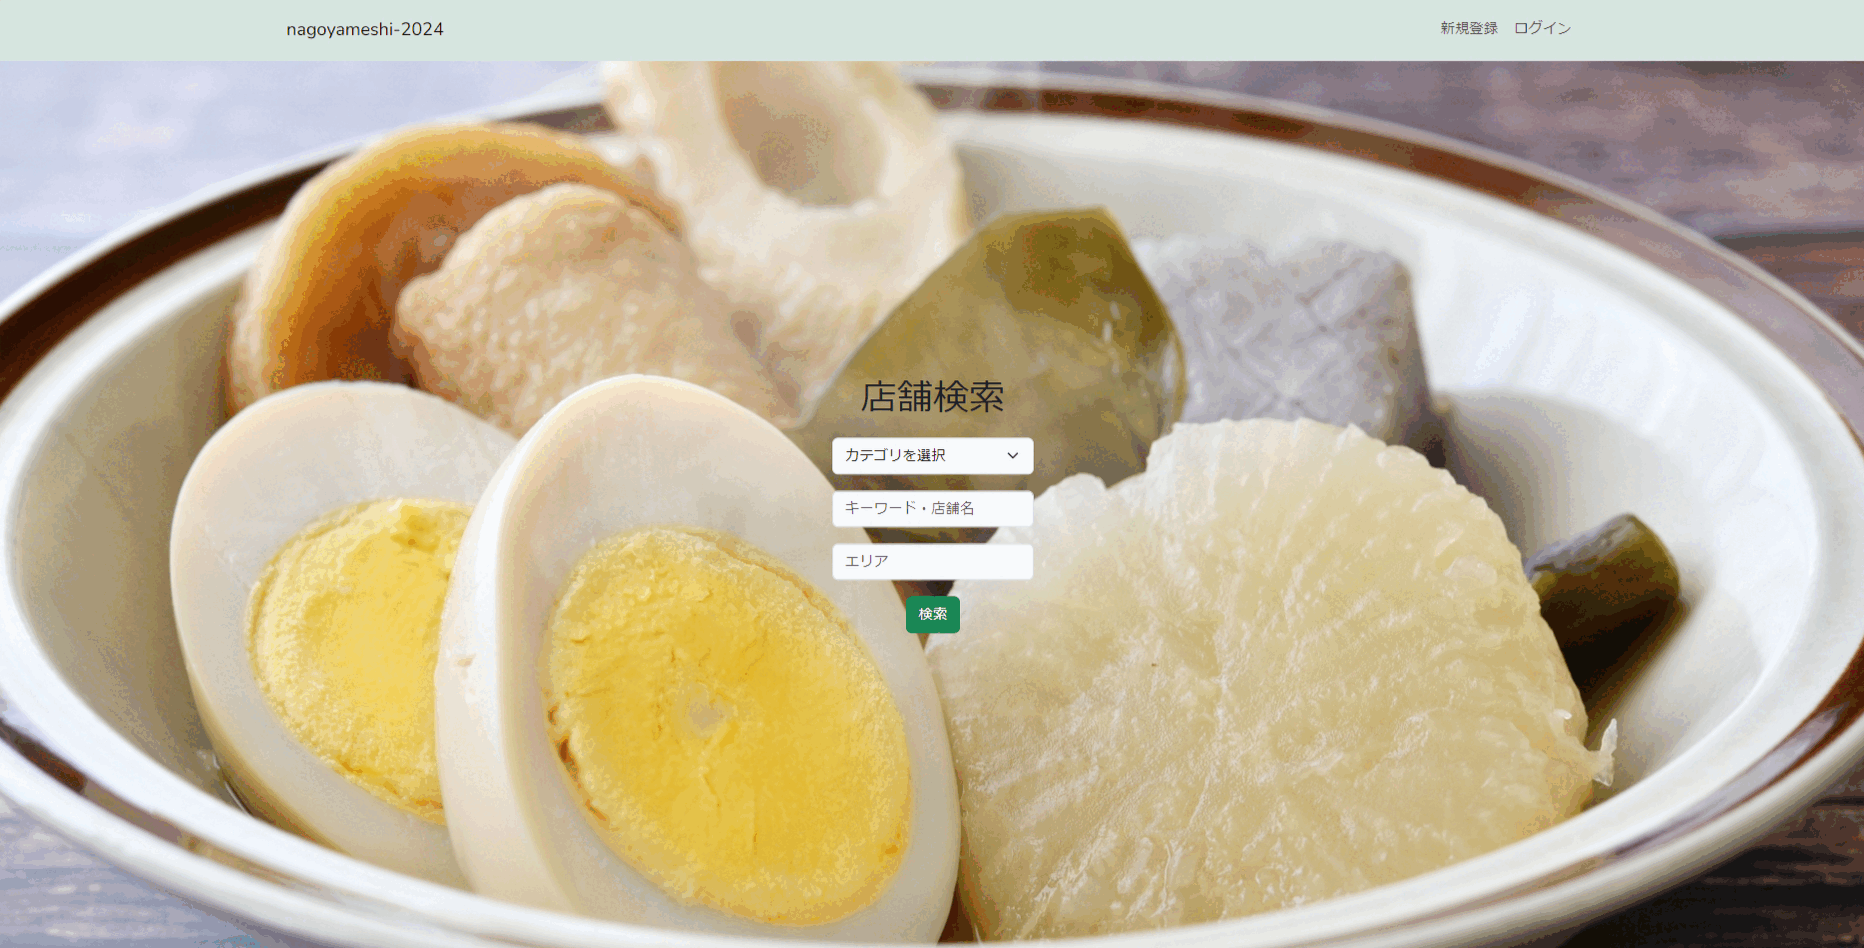 nagoyameshi-2024
新規登録 ログイン
店舗検索
カテゴリを選択
キーワード・店舗名
エリア
検索